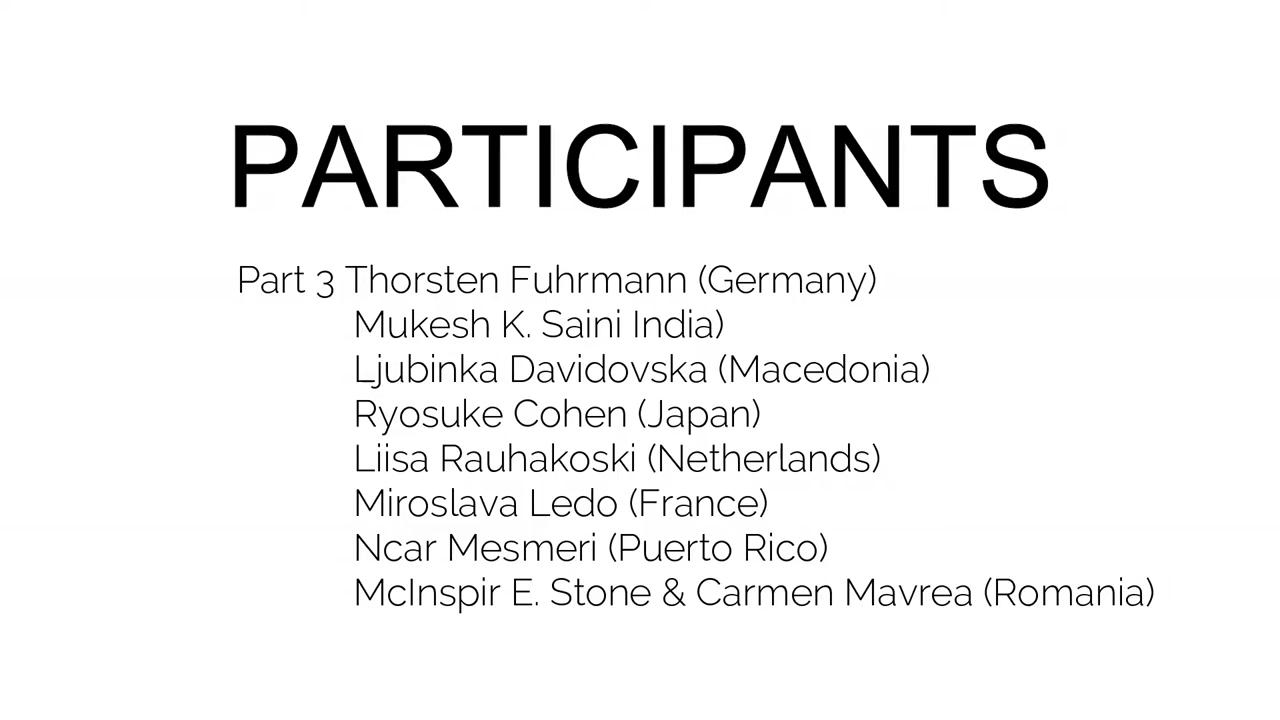 PARTICIPANTS
Part 3 Thorsten Fuhrmann (Germany)
Mukesh K. Saini India)
Ljubinka Davidovska (Macedonia)
Ryosuke Cohen (Japan)
Liisa Rauhakoski (Netherlands)
Miroslava Ledo (France)
Ncar Mesmeri (Puerto Rico)
McInspir E. Stone & Carmen Mavrea (Romania)